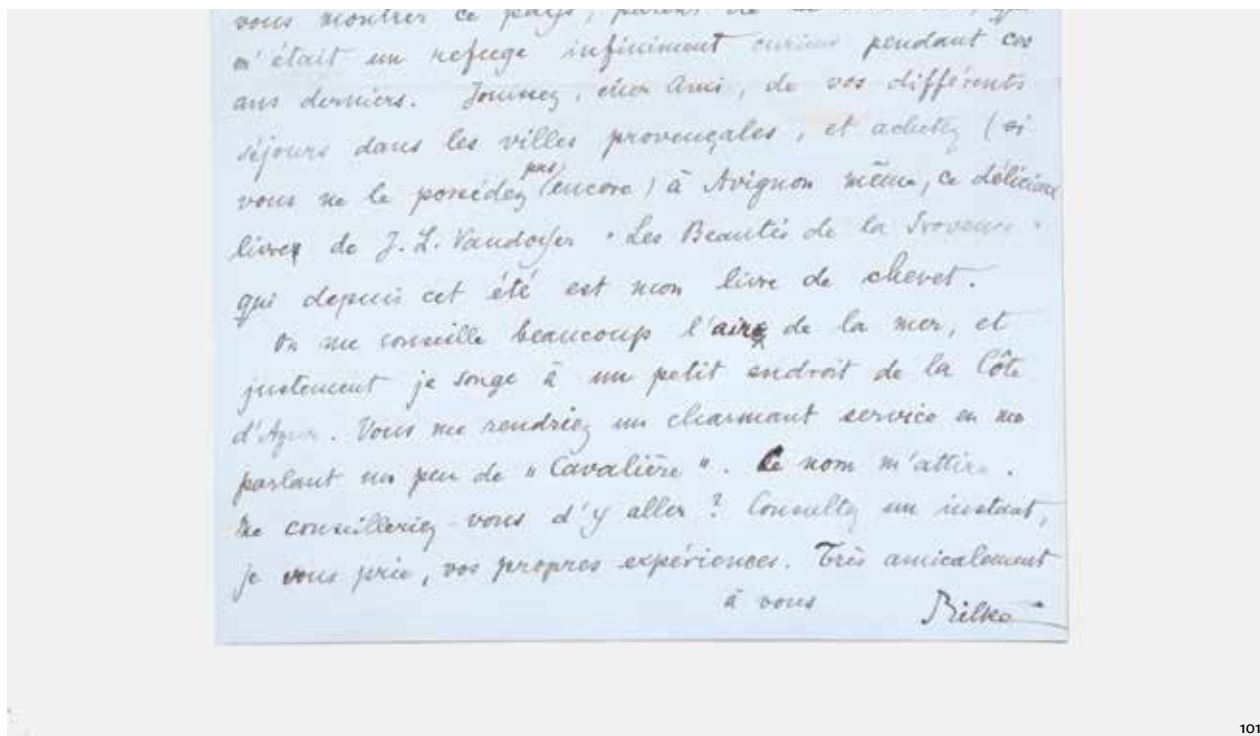 vous montrer ce pays, parent de
m'était un refuge infiniment curieux pendant ces
ans derniers. Jouissez, cher Ami, de vos différents
séjours dans les villes provençales, et achetez (si
vous ne le possédez pas encore) à Avignon même, ce délicieux
livre de J. L. Vaudoyer "Les Beautés de la Provence"
qui depuis cet été est mon livre de chevet.
On me conseille beaucoup l'air de la mer, et
justement je songe à un petit endroit de la Côte
d'Azur. Vous me rendriez un charmant service en me
parlant un peu de "Cavalière". Ce nom m'attire.
Me conseilleriez-vous d'y aller ? Consultez un instant,
je vous prie, vos propres expériences. Très amicalement
à vous Rilke
101